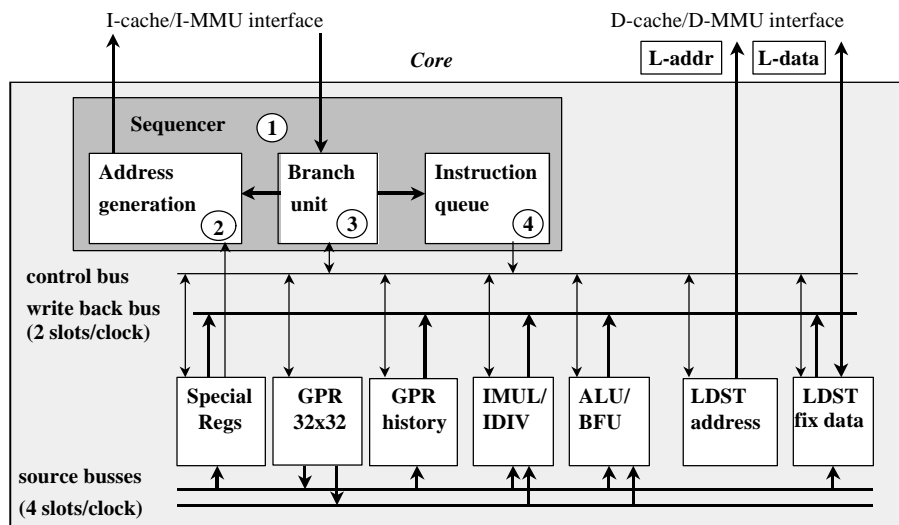 I-cache/I-MMU interface
D-cache/D-MMU interface
Core
L-addr
L-data
Sequencer
1
Address
generation
2
Branch
unit
3
Instruction
queue
4
control bus
write back bus
(2 slots/clock)
Special
Regs
GPR
32x32
GPR
history
IMUL/
IDIV
ALU/
BFU
LDST
address
LDST
fix data
source busses
(4 slots/clock)